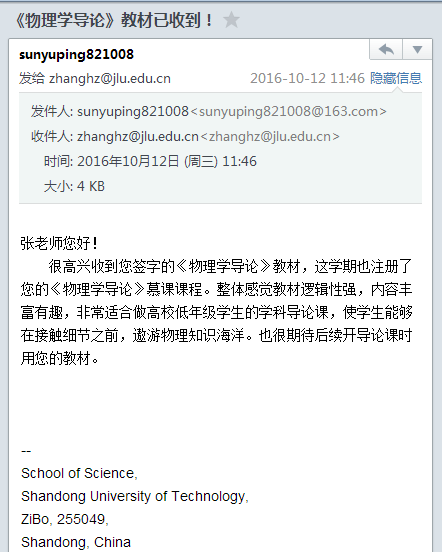 《物理学导论》教材已收到！
sunyuping821008
发给 zhanghz@jlu.edu.cn 2016-10-12 11:46 隐藏信息
发件人: sunyuping821008<sunyuping821008@163.com>
收件人: zhanghz@jlu.edu.cn<zhanghz@jlu.edu.cn>
时间: 2016年10月12日 (周三) 11:46
大小: 4 KB
张老师您好！
很高兴收到您签字的《物理学导论》教材，这学期也注册了
您的《物理学导论》慕课课程。整体感觉教材逻辑性强，内容丰
富有趣，非常适合做高校低年级学生的学科导论课，使学生能够
在接触细节之前，遨游物理知识海洋。也很期待后续开导论课时
用您的教材。
--
School of Science,
Shandong University of Technology,
ZiBo, 255049,
Shandong, China